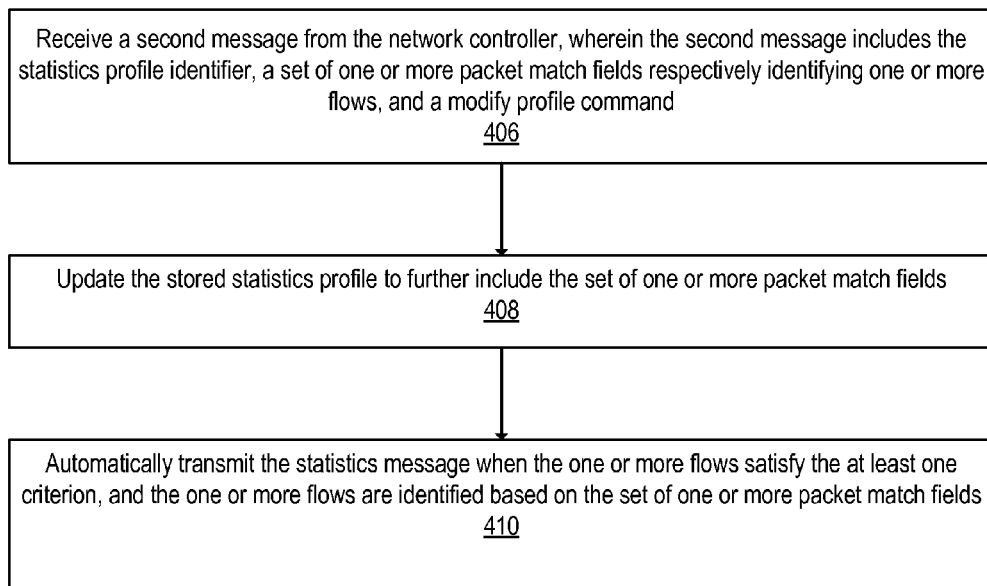 Receive a second message from the network controller, wherein the second message includes the
statistics profile identifier, a set of one or more packet match fields respectively identifying one or more
flows, and a modify profile command
406
Update the stored statistics profile to further include the set of one or more packet match fields
408
Automatically transmit the statistics message when the one or more flows satisfy the at least one
criterion, and the one or more flows are identified based on the set of one or more packet match fields
410